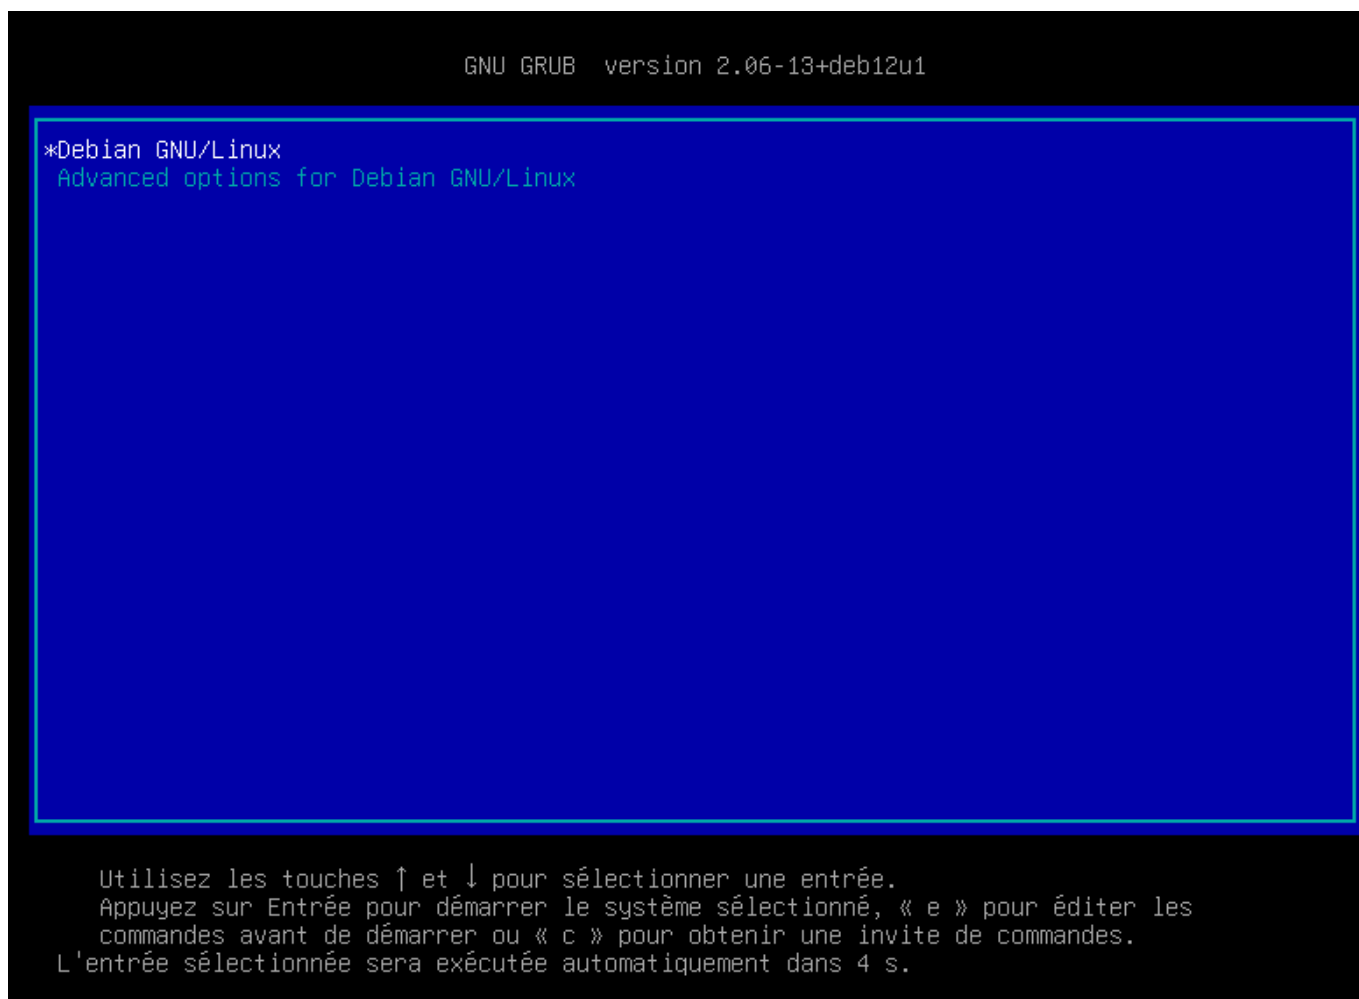 GNU GRUB  version 2.06-13+deb12u1
*Debian GNU/Linux
Advanced options for Debian GNU/Linux
Utilisez les touches ↑ et ↓ pour sélectionner une entrée.
Appuyez sur Entrée pour démarrer le système sélectionné, « e » pour éditer les
commandes avant de démarrer ou « c » pour obtenir une invite de commandes.
L'entrée sélectionnée sera exécutée automatiquement dans 4 s.